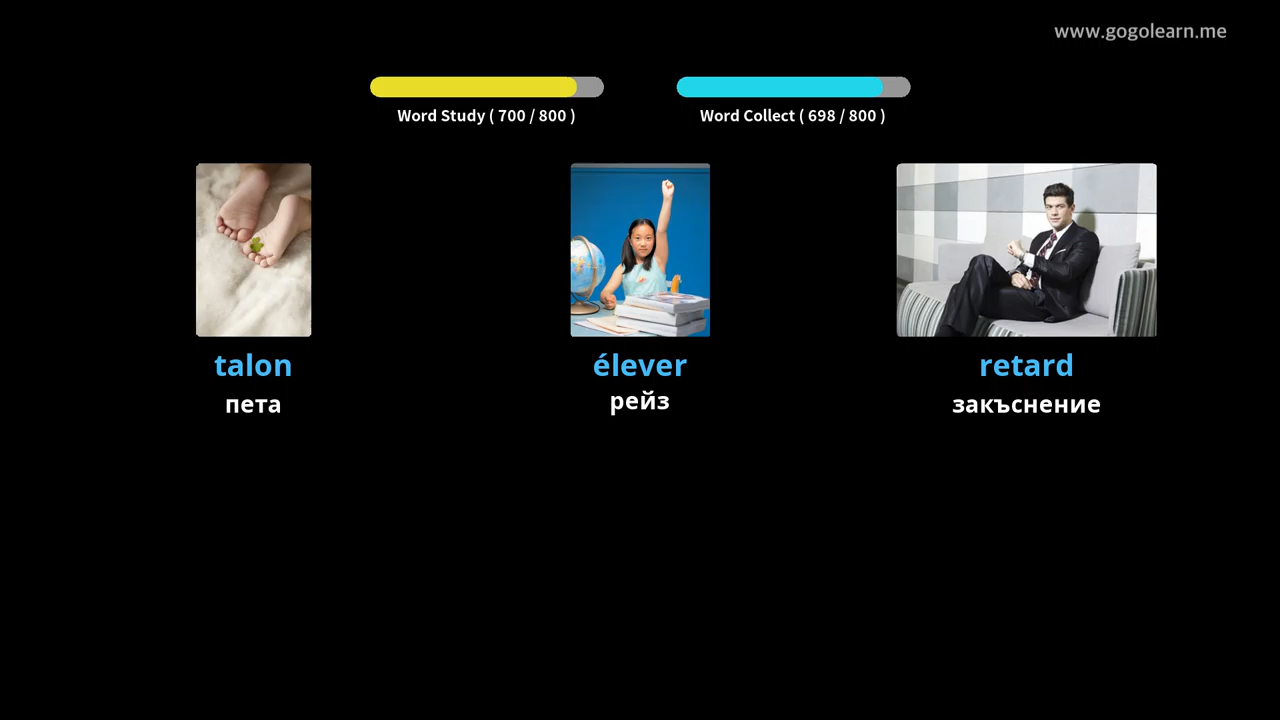 www.gogolearn.me
Word Study ( 700 / 800 )
Word Collect ( 698 / 800 )
talon
élever
retard
пета
рейз
закъснение